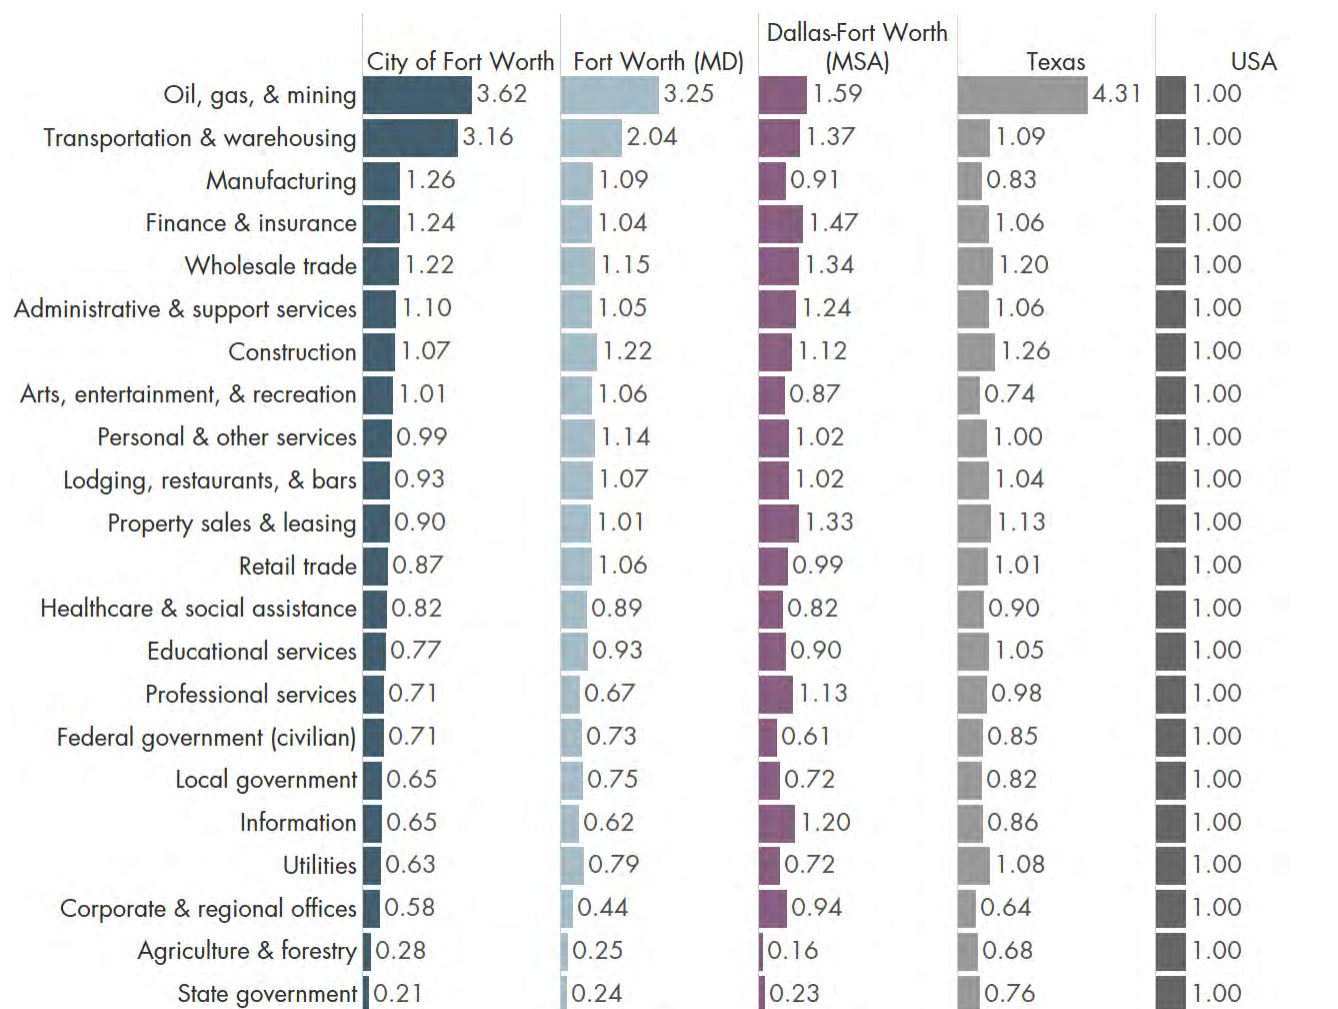 Dallas-Fort Worth
City of Fort Worth Fort Worth (MD) (MSA) Texas USA
Oil, gas, & mining 3.62 3.25 1.59 4.31 1.00
Transportation & warehousing 3.16 2.04 1.37 1.09 1.00
Manufacturing 1.26 1.09 0.91 0.83 1.00
Finance & insurance 1.24 1.04 1.47 1.06 1.00
Wholesale trade 1.22 1.15 1.34 1.20 1.00
Administrative & support services 1.10 1.05 1.24 1.06 1.00
Construction 1.07 1.22 1.12 1.26 1.00
Arts, entertainment, & recreation 1.01 1.06 0.87 0.74 1.00
Personal & other services 0.99 1.14 1.02 1.00 1.00
Lodging, restaurants, & bars 0.93 1.07 1.02 1.04 1.00
Property sales & leasing 0.90 1.01 1.33 1.13 1.00
Retail trade 0.87 1.06 0.99 1.01 1.00
Healthcare & social assistance 0.82 0.89 0.82 0.90 1.00
Educational services 0.77 0.93 0.90 1.05 1.00
Professional services 0.71 0.67 1.13 0.98 1.00
Federal government (civilian) 0.71 0.73 0.61 0.85 1.00
Local government 0.65 0.75 0.72 0.82 1.00
Information 0.65 0.62 1.20 0.86 1.00
Utilities 0.63 0.79 0.72 1.08 1.00
Corporate & regional offices 0.58 0.44 0.94 0.64 1.00
Agriculture & forestry 0.28 0.25 0.16 0.68 1.00
State government 0.21 0.24 0.23 0.76 1.00